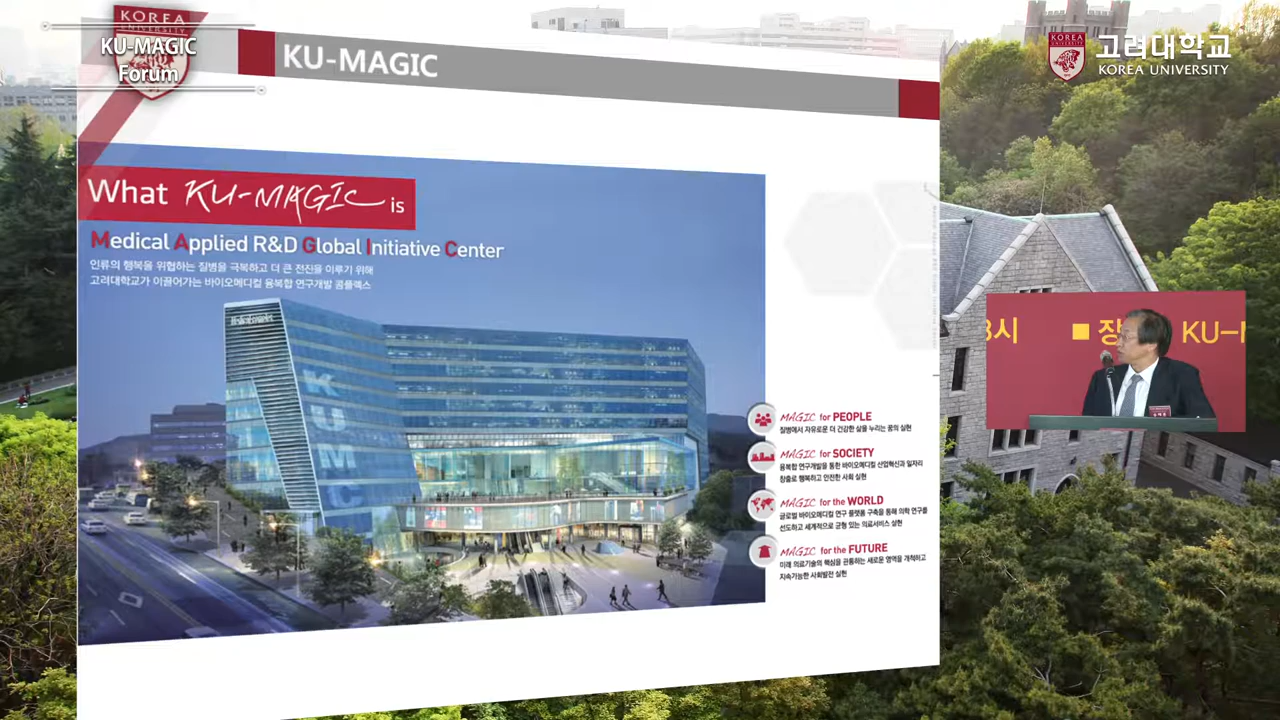 KOREA
UNIVERSITY
KU-MAGIC
Forum
KU-MAGIC
KOREA
UNIVERSITY
고려대학교
KOREA UNIVERSITY
What KU-MAGIC is
Medical Applied R&D Global Initiative Center
인류의 행복을 위협하는 질병을 극복하고 더 큰 전진을 이루기 위해
고려대학교가 이끌어가는 바이오메디컬 융복합 연구개발 콤플렉스
KUMC
MAGIC for PEOPLE
질병에서 자유로운 더 건강한 삶을 누리는 꿈의 실현
MAGIC for SOCIETY
융복합 연구개발을 통한 바이오메디컬 산업혁신과 일자리
창출로 행복하고 안전한 사회 실현
MAGIC for the WORLD
글로벌 바이오메디컬 연구 플랫폼 구축을 통해 의학 연구를
선도하고 세계적으로 균형 있는 의료서비스 실현
MAGIC for the FUTURE
미래 의료기술의 핵심을 관통하는 새로운 영역을 개척하고
지속가능한 사회발전 실현
3시 ■ 장 KU-M